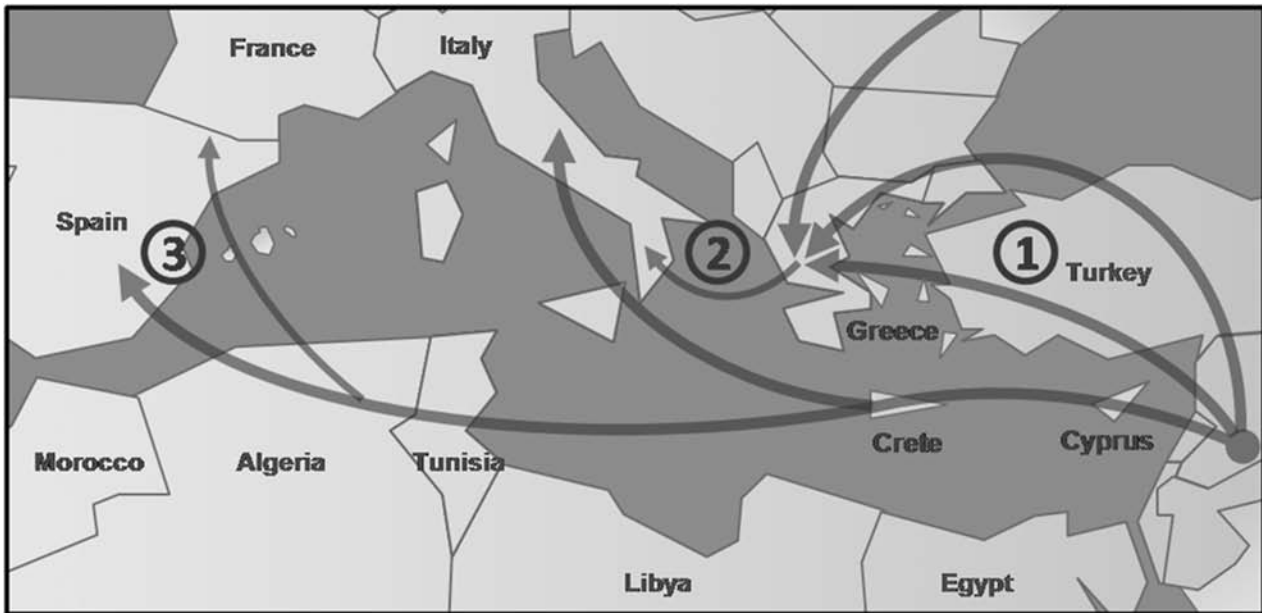 France
Italy
Spain
3
2
1
Turkey
Greece
Crete
Cyprus
Morocco
Algeria
Tunisia
Libya
Egypt